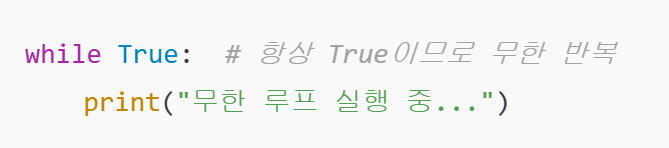 while True:  # 항상 True이므로 무한 반복
    print("무한 루프 실행 중...")